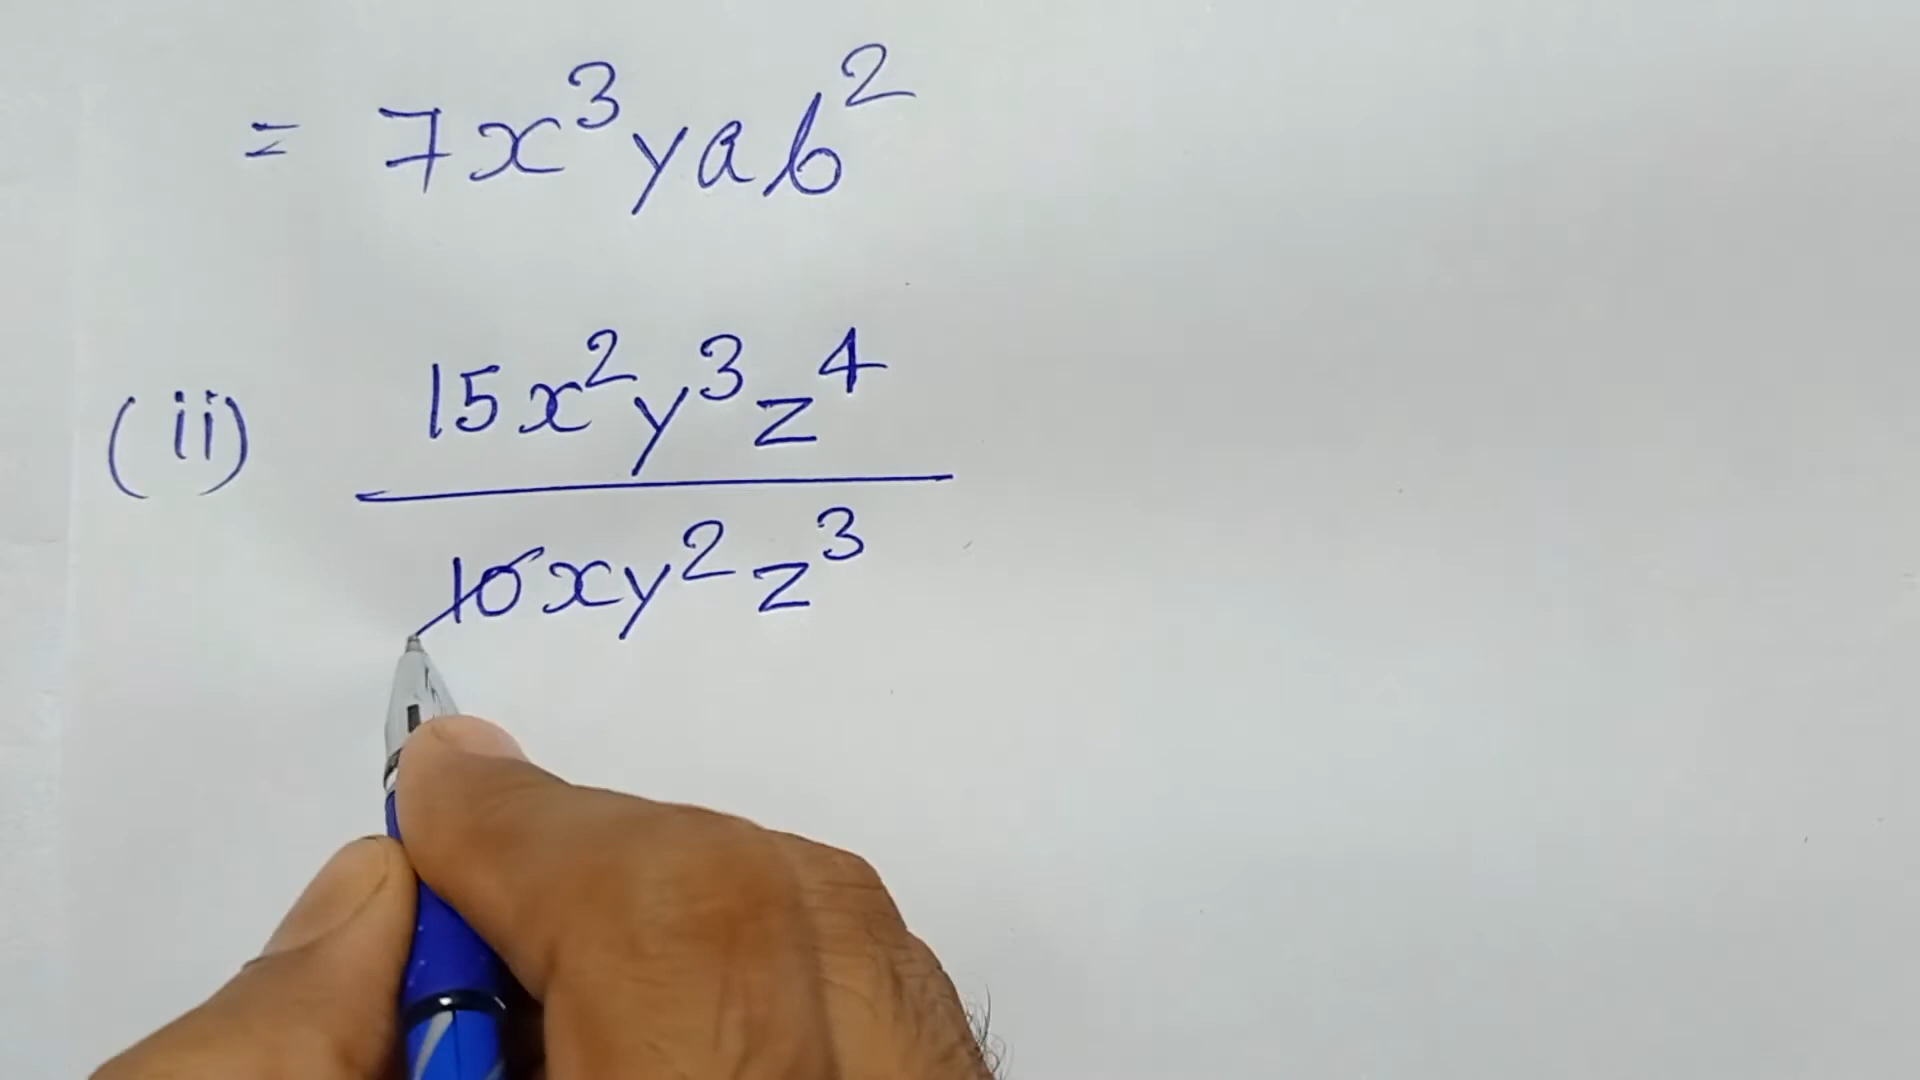 = 7x³yab²
(ii) 15x²y³z⁴
10xy²z³